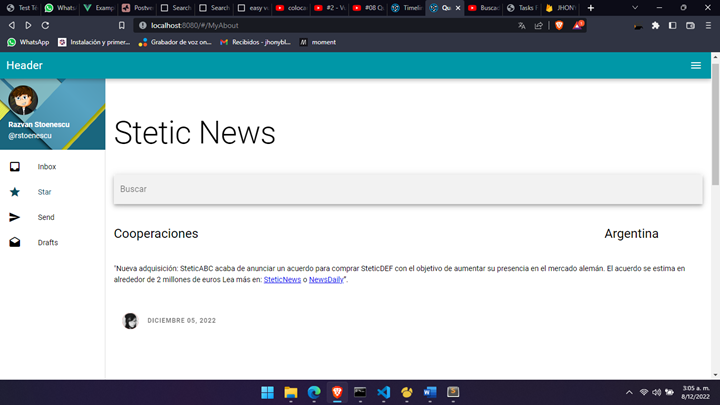 Test T
Whats
Examp
Postve
Search
Search
easy v
coloca
#2 - V
#08 Q
Timelin
Qu
Busca
Tasks
JHON
localhost:8080/#/MyAbout
WhatsApp
Instalación y primer...
Grabador de voz on...
Recibidos - jhonybl...
moment
Header
Razvan Stoenescu
@rstoenescu
Inbox
Star
Send
Drafts
Stetic News
Buscar
Cooperaciones
Argentina
"Nueva adquisición: SteticABC acaba de anunciar un acuerdo para comprar SteticDEF con el objetivo de aumentar su presencia en el mercado alemán. El acuerdo se estima en
alrededor de 2 millones de euros Lea más en: SteticNews o NewsDaily".
DICIEMBRE 05, 2022
3:05 a. m.
8/12/2022